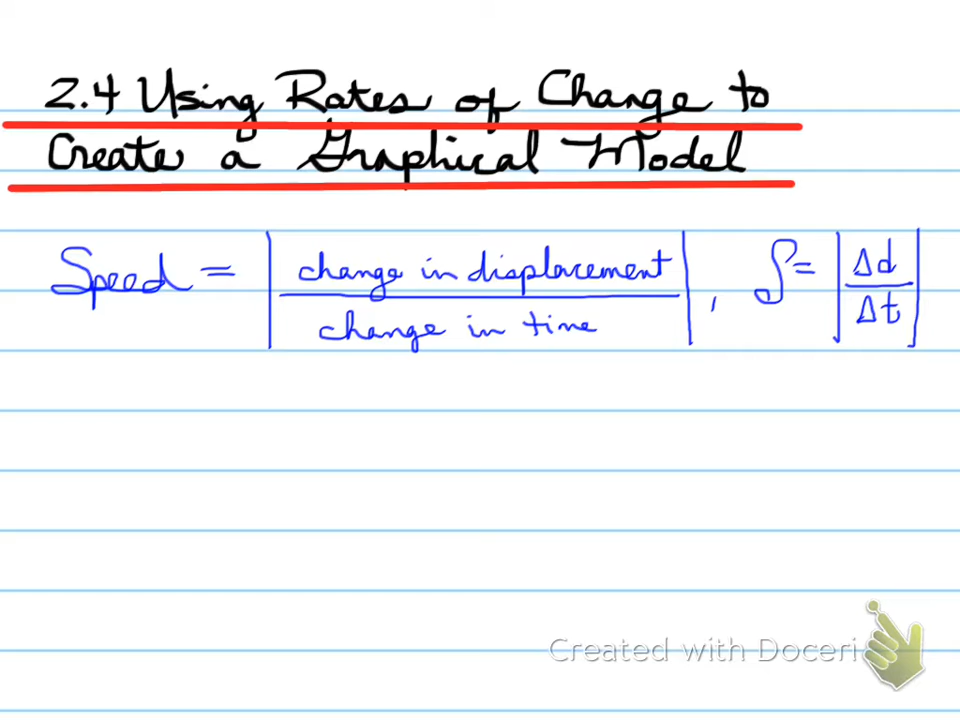 2.4 Using Rates of Change to
Create a Graphical Model
Speed = | change in displacement / change in time | , S = | Δd / Δt |
Created with Doceri